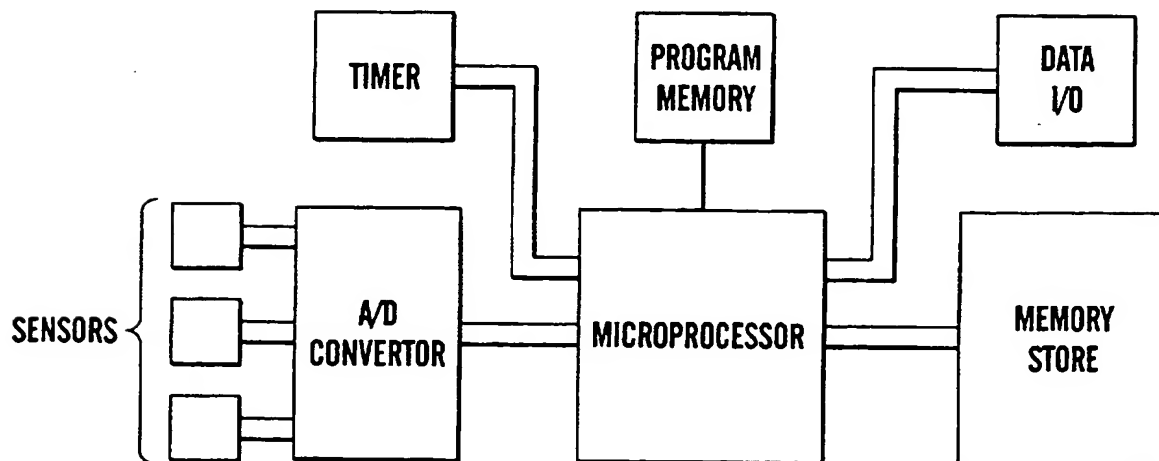 TIMER
PROGRAM
MEMORY
DATA
I/O
SENSORS
A/D
CONVERTOR
MICROPROCESSOR
MEMORY
STORE